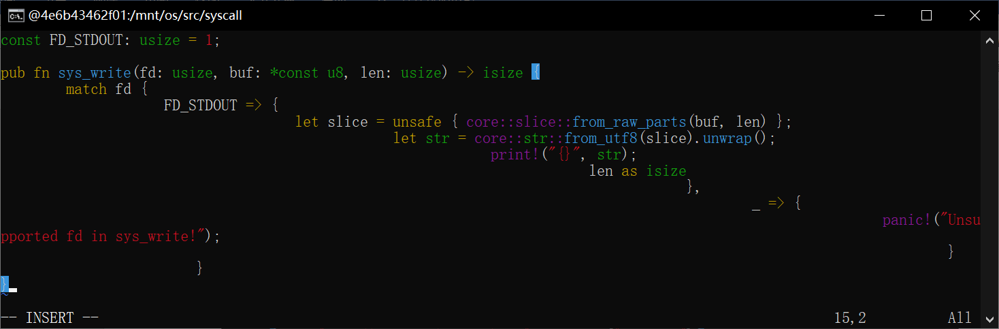 @4e6b43462f01:/mnt/os/src/syscall
const FD_STDOUT: usize = 1;
pub fn sys_write(fd: usize, buf: *const u8, len: usize) -> isize {
match fd {
FD_STDOUT => {
let slice = unsafe { core::slice::from_raw_parts(buf, len) };
let str = core::str::from_utf8(slice).unwrap();
print!("{}", str);
len as isize
},
_ => {
panic!("Unsu
pported fd in sys_write!");
}
}
}
~
-- INSERT -- 15,2 All